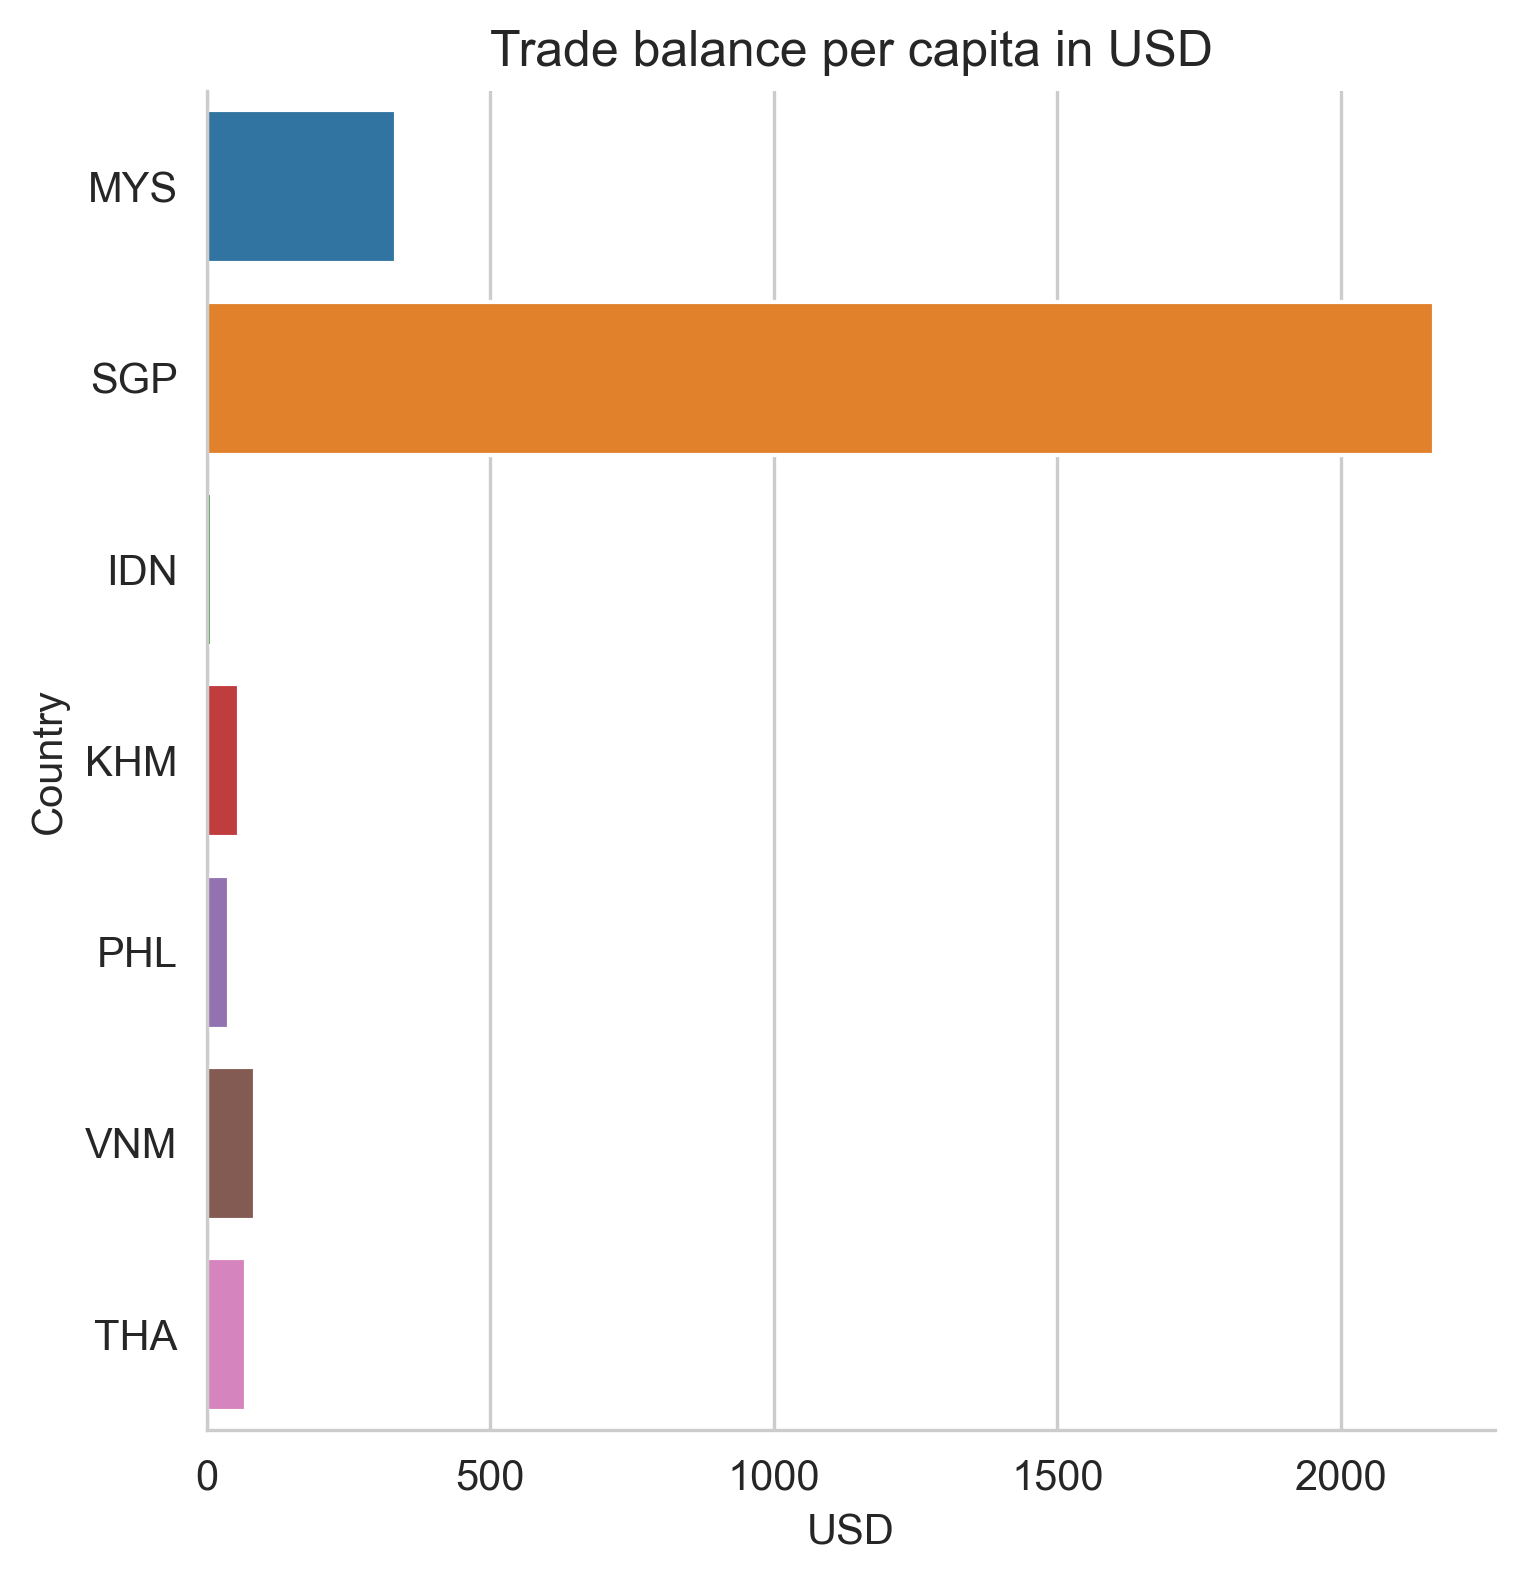 Trade balance per capita in USD
MYS
SGP
IDN
KHM
PHL
VNM
THA
Country
0 500 1000 1500 2000
USD